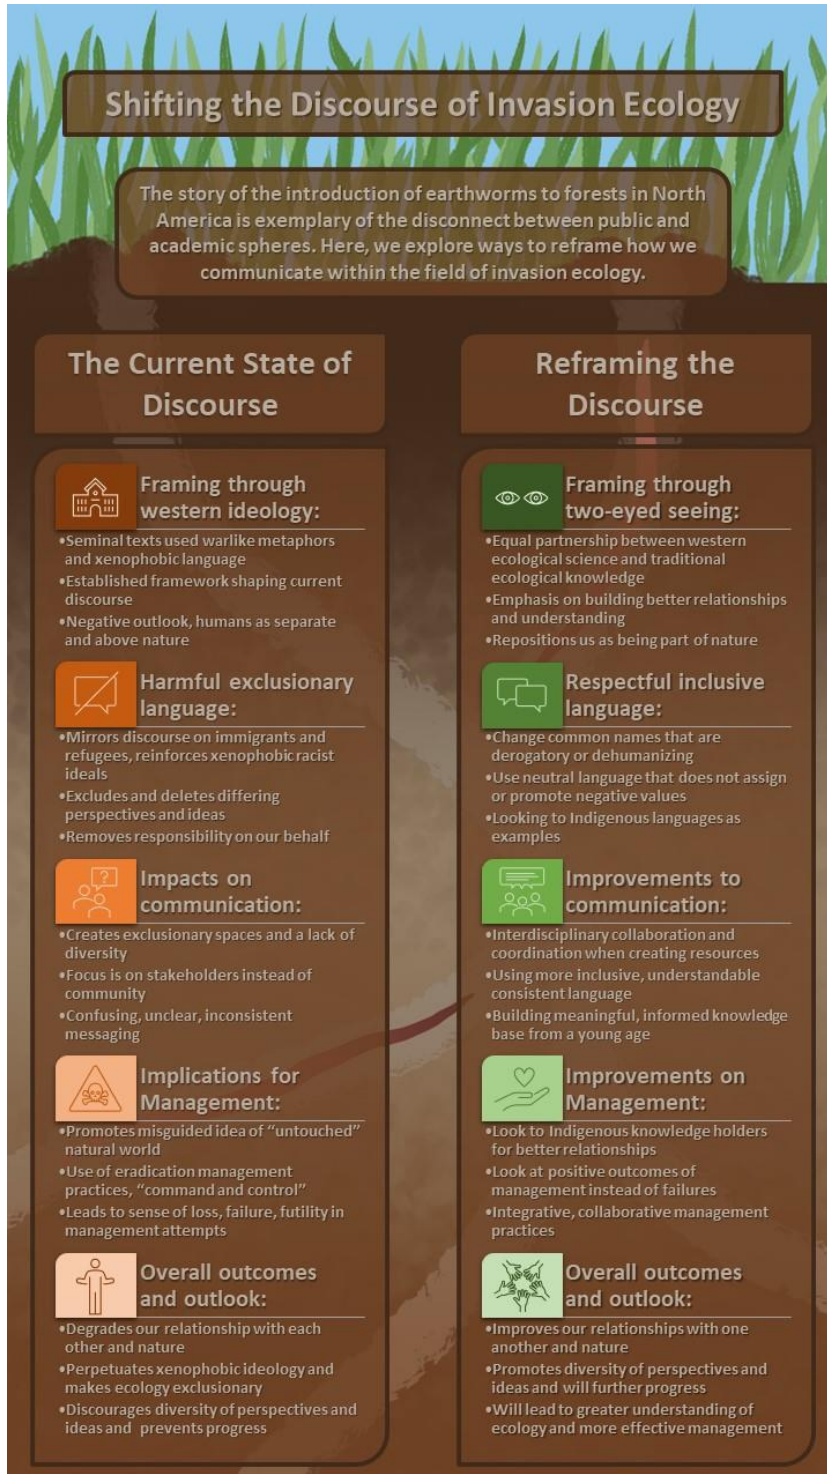 Shifting the Discourse of Invasion Ecology
The story of the introduction of earthworms to forests in North
America is exemplary of the disconnect between public and
academic spheres. Here, we explore ways to reframe how we
communicate within the field of invasion ecology.
The Current State of
Discourse
Framing through
western ideology:
•Seminal texts used warlike metaphors
and xenophobic language
•Established framework shaping current
discourse
•Negative outlook, humans as separate
and above nature
Harmful exclusionary
language:
•Mirrors discourse on immigrants and
refugees, reinforces xenophobic racist
ideals
•Excludes and deletes differing
perspectives and ideas
•Removes responsibility on our behalf
Impacts on
communication:
•Creates exclusionary spaces and a lack of
diversity
•Focus is on stakeholders instead of
community
•Confusing, unclear, inconsistent
messaging
Implications for
Management:
•Promotes misguided idea of “untouched”
natural world
•Use of eradication management
practices, “command and control”
•Leads to sense of loss, failure, futility in
management attempts
Overall outcomes
and outlook:
•Degrades our relationship with each
other and nature
•Perpetuates xenophobic ideology and
makes ecology exclusionary
•Discourages diversity of perspectives and
ideas and prevents progress
Reframing the
Discourse
Framing through
two-eyed seeing:
•Equal partnership between western
ecological science and traditional
ecological knowledge
•Emphasis on building better relationships
and understanding
•Repositions us as being part of nature
Respectful inclusive
language:
•Change common names that are
derogatory or dehumanizing
•Use neutral language that does not assign
or promote negative values
•Looking to Indigenous languages as
examples
Improvements to
communication:
•Interdisciplinary collaboration and
coordination when creating resources
•Using more inclusive, understandable
consistent language
•Building meaningful, informed knowledge
base from a young age
Improvements on
Management:
•Look to Indigenous knowledge holders
for better relationships
•Look at positive outcomes of
management instead of failures
•Integrative, collaborative management
practices
Overall outcomes
and outlook:
•Improves our relationships with one
another and nature
•Promotes diversity of perspectives and
ideas and will further progress
•Will lead to greater understanding of
ecology and more effective management